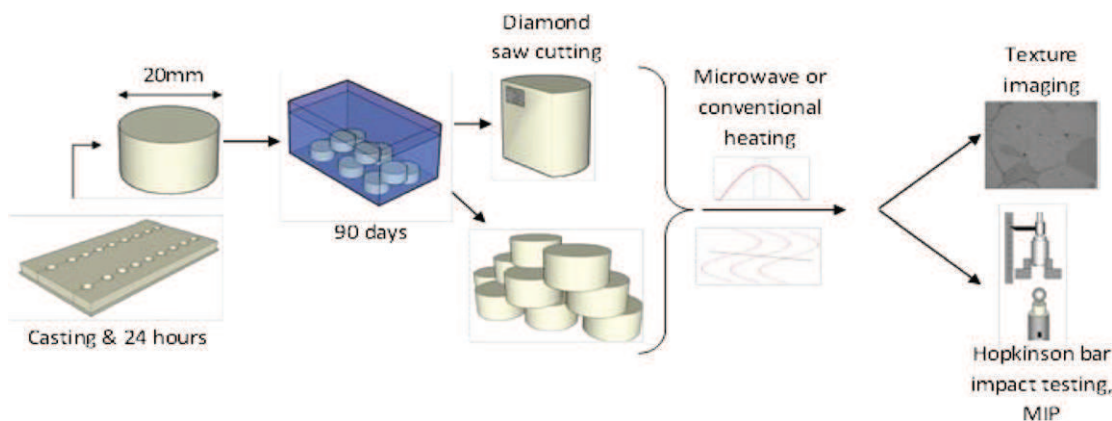 20mm
Casting & 24 hours
90 days
Diamond
saw cutting
Microwave or
conventional
heating
Texture
imaging
Hopkinson bar
impact testing,
MIP